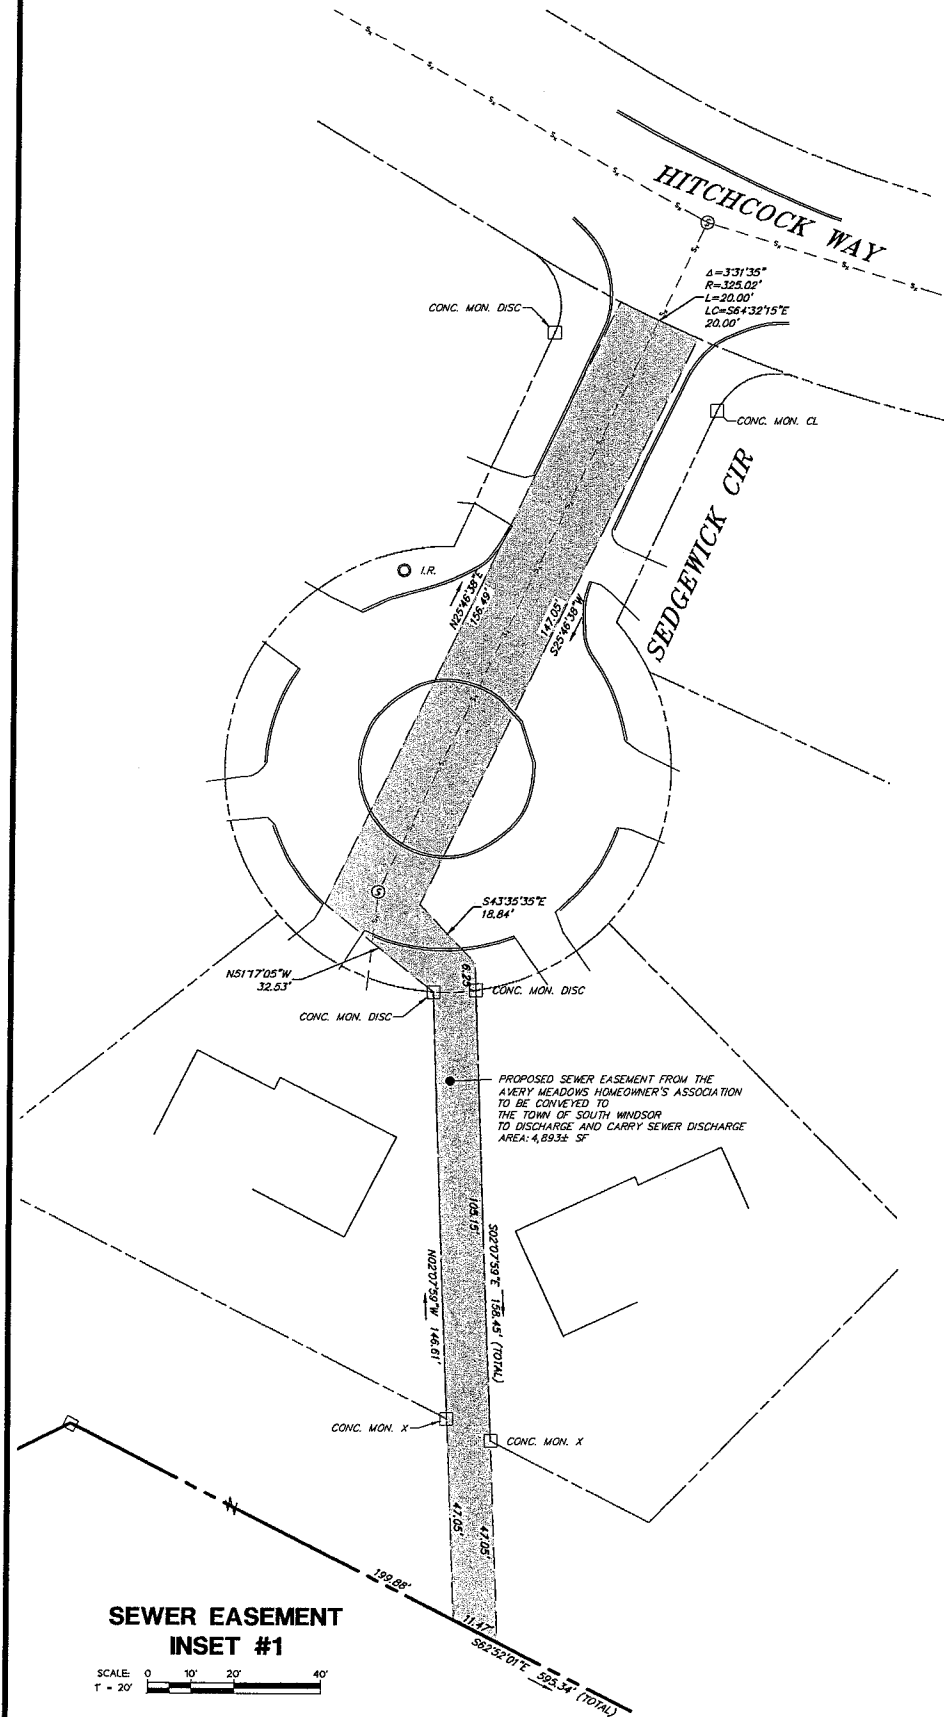 HITCHCOCK WAY
Δ=3°31'35"
R=325.02'
L=20.00'
LC=S64°32'15"E
20.00'
CONC. MON. DISC
CONC. MON. CL
SEDGEWICK CIR
I.R.
N25°46'38"E
156.49'
147.05'
S25°46'38"W
S43°35'35"E
18.84'
N51°17'05"W
32.53'
6.25'
CONC. MON. DISC
CONC. MON. DISC
PROPOSED SEWER EASEMENT FROM THE
AVERY MEADOWS HOMEOWNER'S ASSOCIATION
TO BE CONVEYED TO
THE TOWN OF SOUTH WINDSOR
TO DISCHARGE AND CARRY SEWER DISCHARGE
AREA: 4,893± SF
105.15'
S02°07'59"E 158.45' (TOTAL)
N02°07'59"W 146.61'
CONC. MON. X
CONC. MON. X
47.05'
47.05'
199.88'
11.47'
S62°52'01"E 595.34' (TOTAL)
SEWER EASEMENT
INSET #1
SCALE: 0 10' 20' 40'
1" = 20'